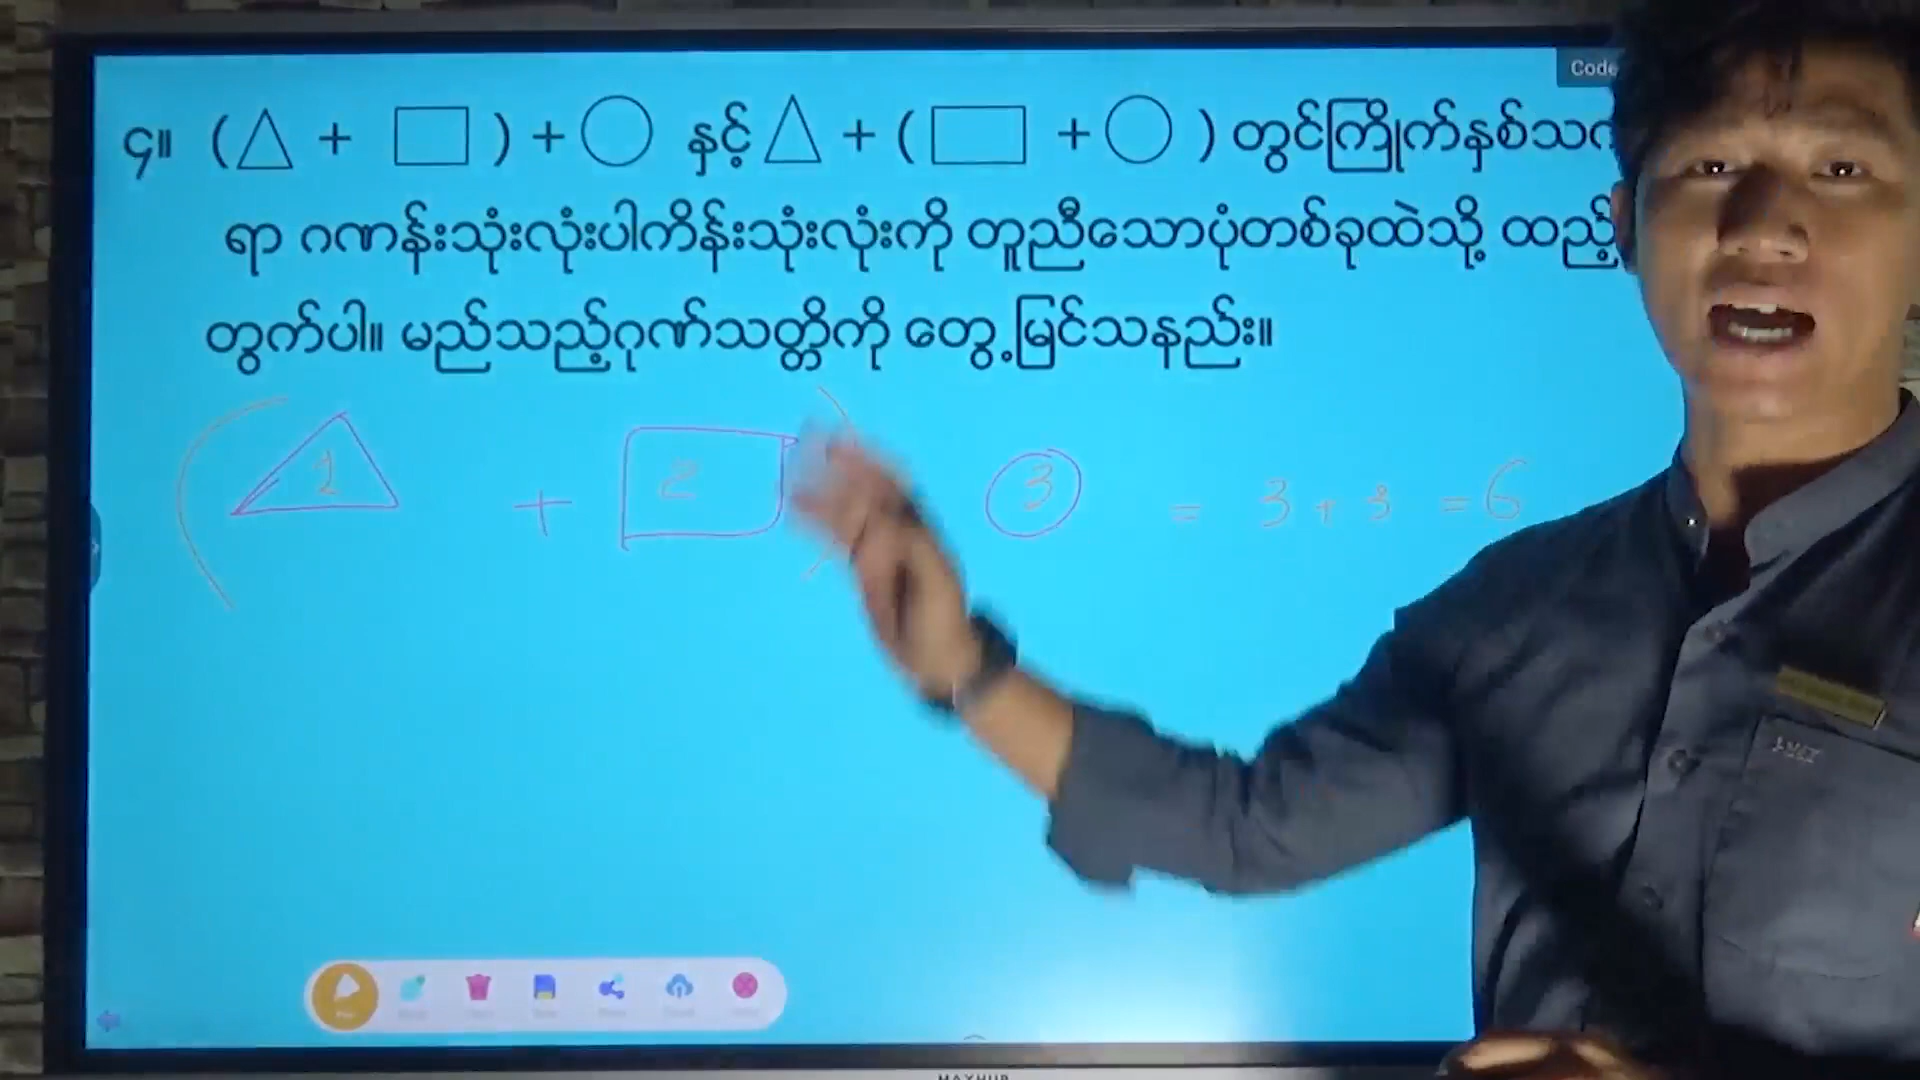 Code
၄။ (△ + □) + ○ နှင့် △ + (□ + ○) တွင်ကြိုက်နှစ်သက်
ရာ ဂဏန်းသုံးလုံးပါကိန်းသုံးလုံးကို တူညီသောပုံတစ်ခုထဲသို့ ထည့်
တွက်ပါ။ မည်သည့်ဂုဏ်သတ္တိကို တွေ့မြင်သနည်း။
(1 + 2) 3 = 3 + 3 = 6